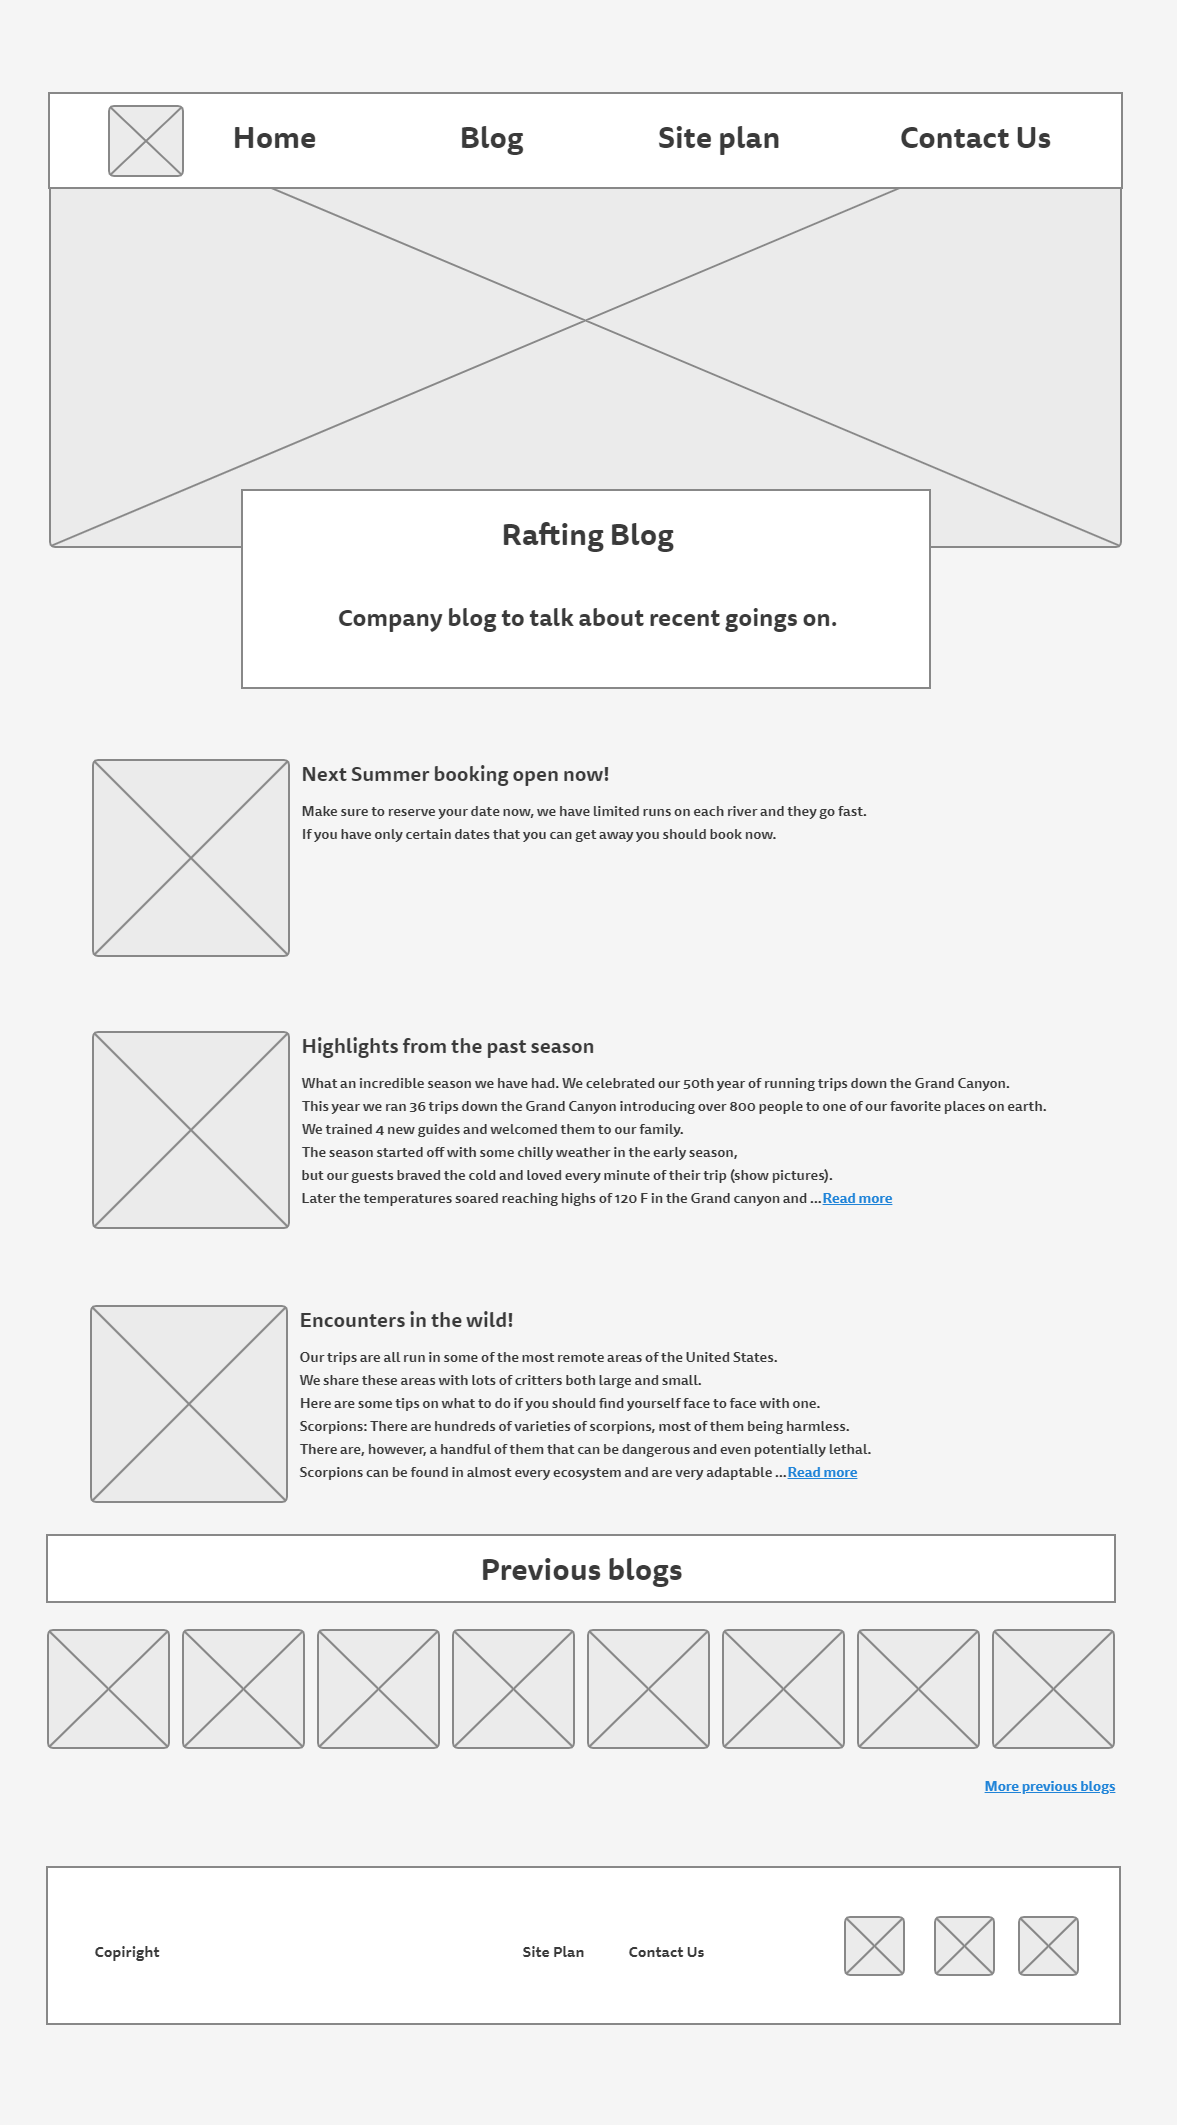 Home Blog Site plan Contact Us
Rafting Blog
Company blog to talk about recent goings on.
Next Summer booking open now!
Make sure to reserve your date now, we have limited runs on each river and they go fast.
If you have only certain dates that you can get away you should book now.
Highlights from the past season
What an incredible season we have had. We celebrated our 50th year of running trips down the Grand Canyon.
This year we ran 36 trips down the Grand Canyon introducing over 800 people to one of our favorite places on earth.
We trained 4 new guides and welcomed them to our family.
The season started off with some chilly weather in the early season,
but our guests braved the cold and loved every minute of their trip (show pictures).
Later the temperatures soared reaching highs of 120 F in the Grand canyon and ...Read more
Encounters in the wild!
Our trips are all run in some of the most remote areas of the United States.
We share these areas with lots of critters both large and small.
Here are some tips on what to do if you should find yourself face to face with one.
Scorpions: There are hundreds of varieties of scorpions, most of them being harmless.
There are, however, a handful of them that can be dangerous and even potentially lethal.
Scorpions can be found in almost every ecosystem and are very adaptable ...Read more
Previous blogs
More previous blogs
Copiright Site Plan Contact Us